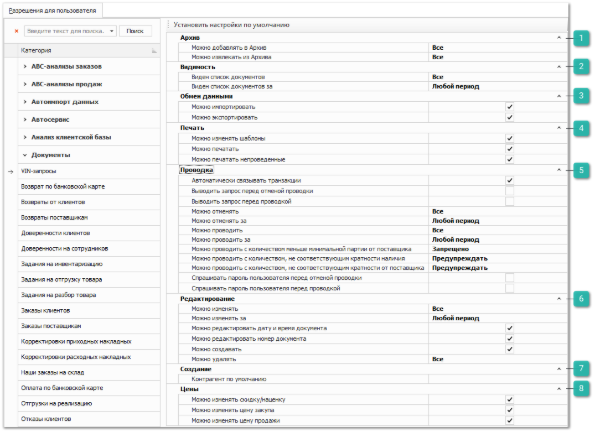 Разрешения для пользователя
Введите текст для поиска.
Поиск
Категория
ABC-анализы заказов
ABC-анализы продаж
Автоимпорт данных
Автосервис
Анализ клиентской базы
Документы
VIN-запросы
Возврат по банковской карте
Возвраты от клиентов
Возвраты поставщикам
Доверенности клиентов
Доверенности на сотрудников
Задания на инвентаризацию
Задания на отгрузку товара
Задания на разбор товара
Заказы клиентов
Заказы поставщикам
Корректировки приходных накладных
Корректировки расходных накладных
Наши заказы на склад
Оплата по банковской карте
Отгрузки на реализацию
Отказы клиентов
Установить настройки по умолчанию
Архив 1
Можно добавлять в Архив Все
Можно извлекать из Архива Все
Видимость 2
Виден список документов Все
Виден список документов за Любой период
Обмен данными 3
Можно импортировать
Можно экспортировать
Печать 4
Можно изменять шаблоны
Можно печатать
Можно печатать непроведенные
Проводка 5
Автоматически связывать транзакции
Выводить запрос перед отменой проводки
Выводить запрос перед проводкой
Можно отменять Все
Можно отменять за Любой период
Можно проводить Все
Можно проводить за Любой период
Можно проводить с количеством меньше минимальной партии от поставщика Запрещено
Можно проводить с количеством, не соответствующим кратности наличия Предупреждать
Можно проводить с количеством, не соответствующим кратности от поставщика Предупреждать
Спрашивать пароль пользователя перед отменой проводки
Спрашивать пароль пользователя перед проводкой
Редактирование 6
Можно изменять Все
Можно изменять за Любой период
Можно редактировать дату и время документа
Можно редактировать номер документа
Можно создавать
Можно удалять Все
Создание 7
Контрагент по умолчанию
Цены 8
Можно изменять скидку/наценку
Можно изменять цену закупа
Можно изменять цену продажи